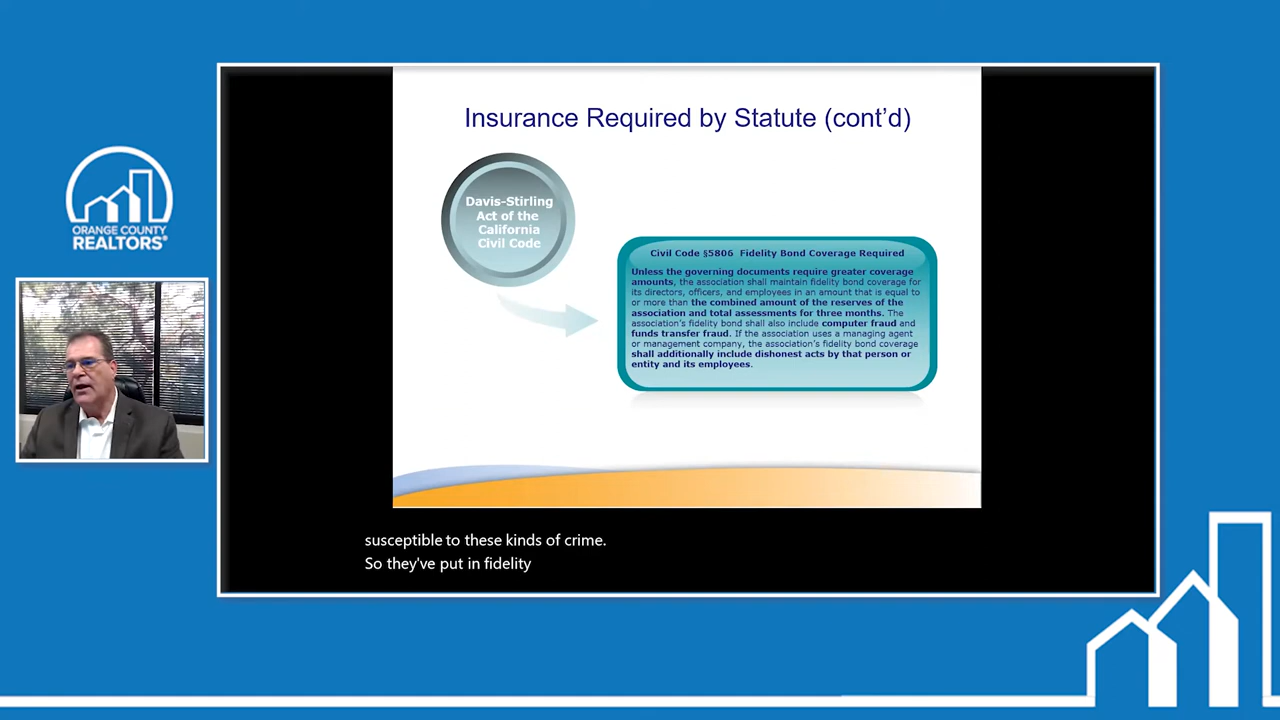 Insurance Required by Statute (cont'd)
Davis-Stirling
Act of the
California
Civil Code
Civil Code §5806  Fidelity Bond Coverage Required
Unless the governing documents require greater coverage
amounts, the association shall maintain fidelity bond coverage for
its directors, officers, and employees in an amount that is equal to
or more than the combined amount of the reserves of the
association and total assessments for three months. The
association's fidelity bond shall also include computer fraud and
funds transfer fraud. If the association uses a managing agent
or management company, the association's fidelity bond coverage
shall additionally include dishonest acts by that person or
entity and its employees.
ORANGE COUNTY
REALTORS®
susceptible to these kinds of crime.
So they've put in fidelity